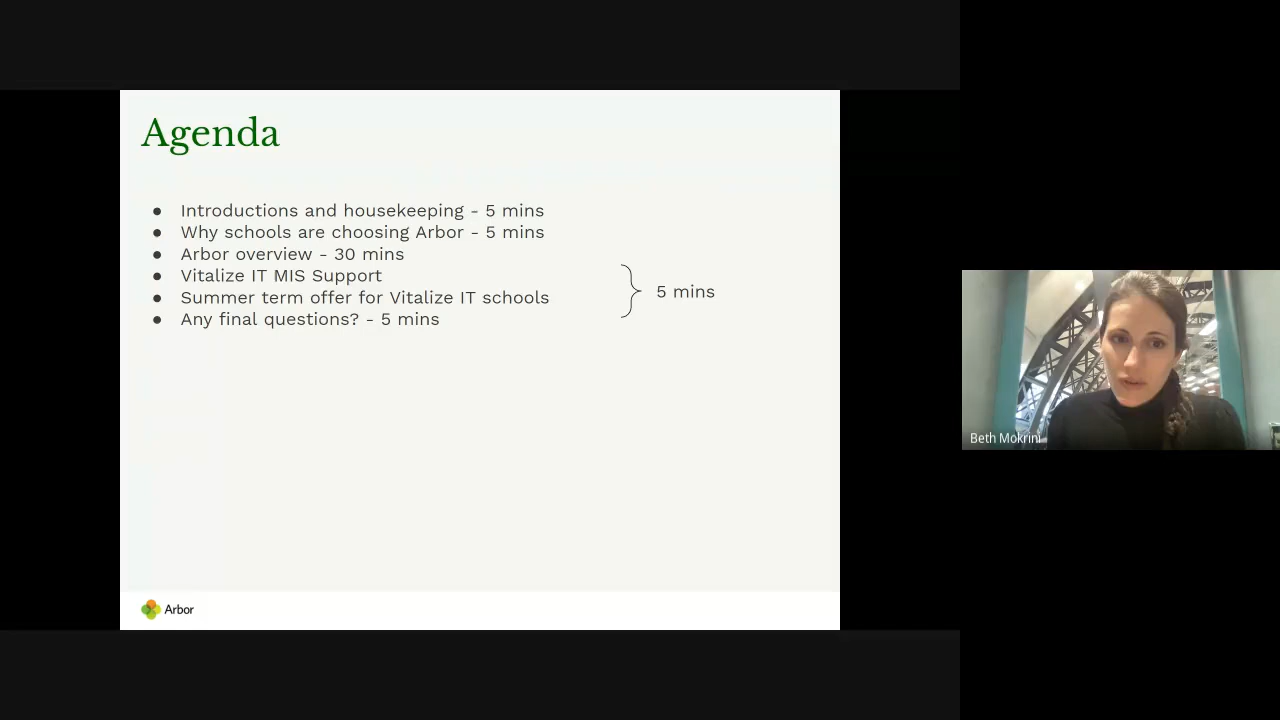 Agenda
● Introductions and housekeeping - 5 mins
● Why schools are choosing Arbor - 5 mins
● Arbor overview - 30 mins
● Vitalize IT MIS Support
● Summer term offer for Vitalize IT schools
5 mins
● Any final questions? - 5 mins
Arbor
Beth Mokrini